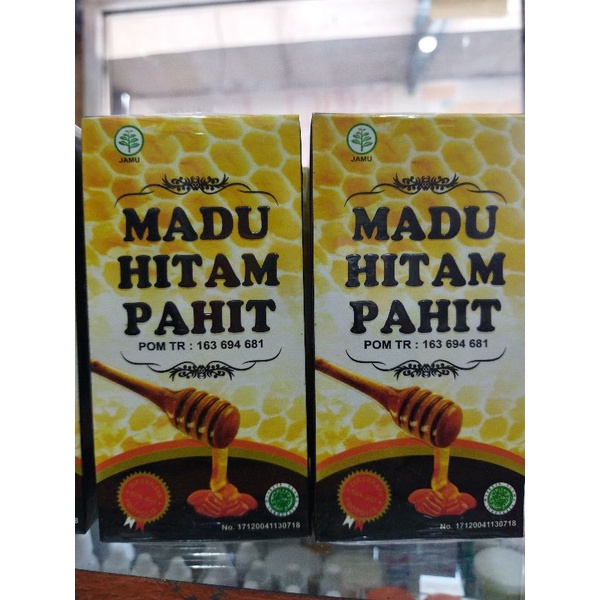 JAMU
MADU
HITAM
PAHIT
POM TR : 163 694 681
No. 17120041130718
JAMU
MADU
HITAM
PAHIT
POM TR : 163 694 681
No. 17120041130718